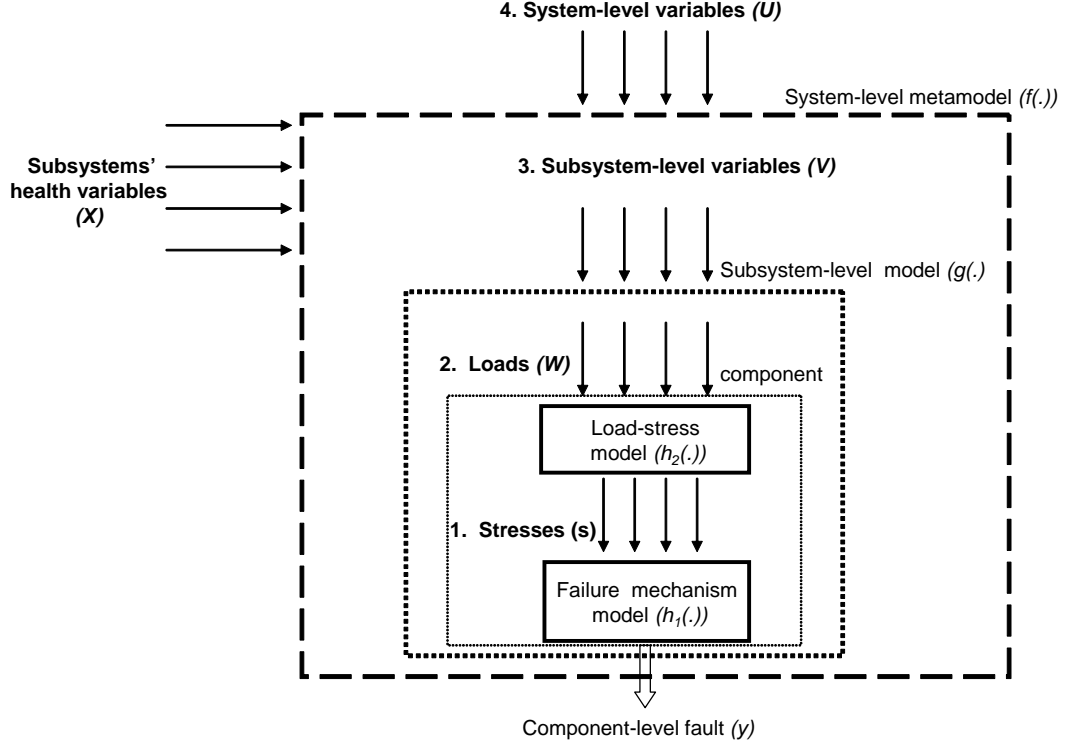 4. System-level variables (U)
System-level metamodel (f(.))
Subsystems’
health variables
(X)
3. Subsystem-level variables (V)
Subsystem-level model (g(.)
2. Loads (W)
component
Load-stress
model (h2(.))
1. Stresses (s)
Failure mechanism
model (h1(.))
Component-level fault (y)